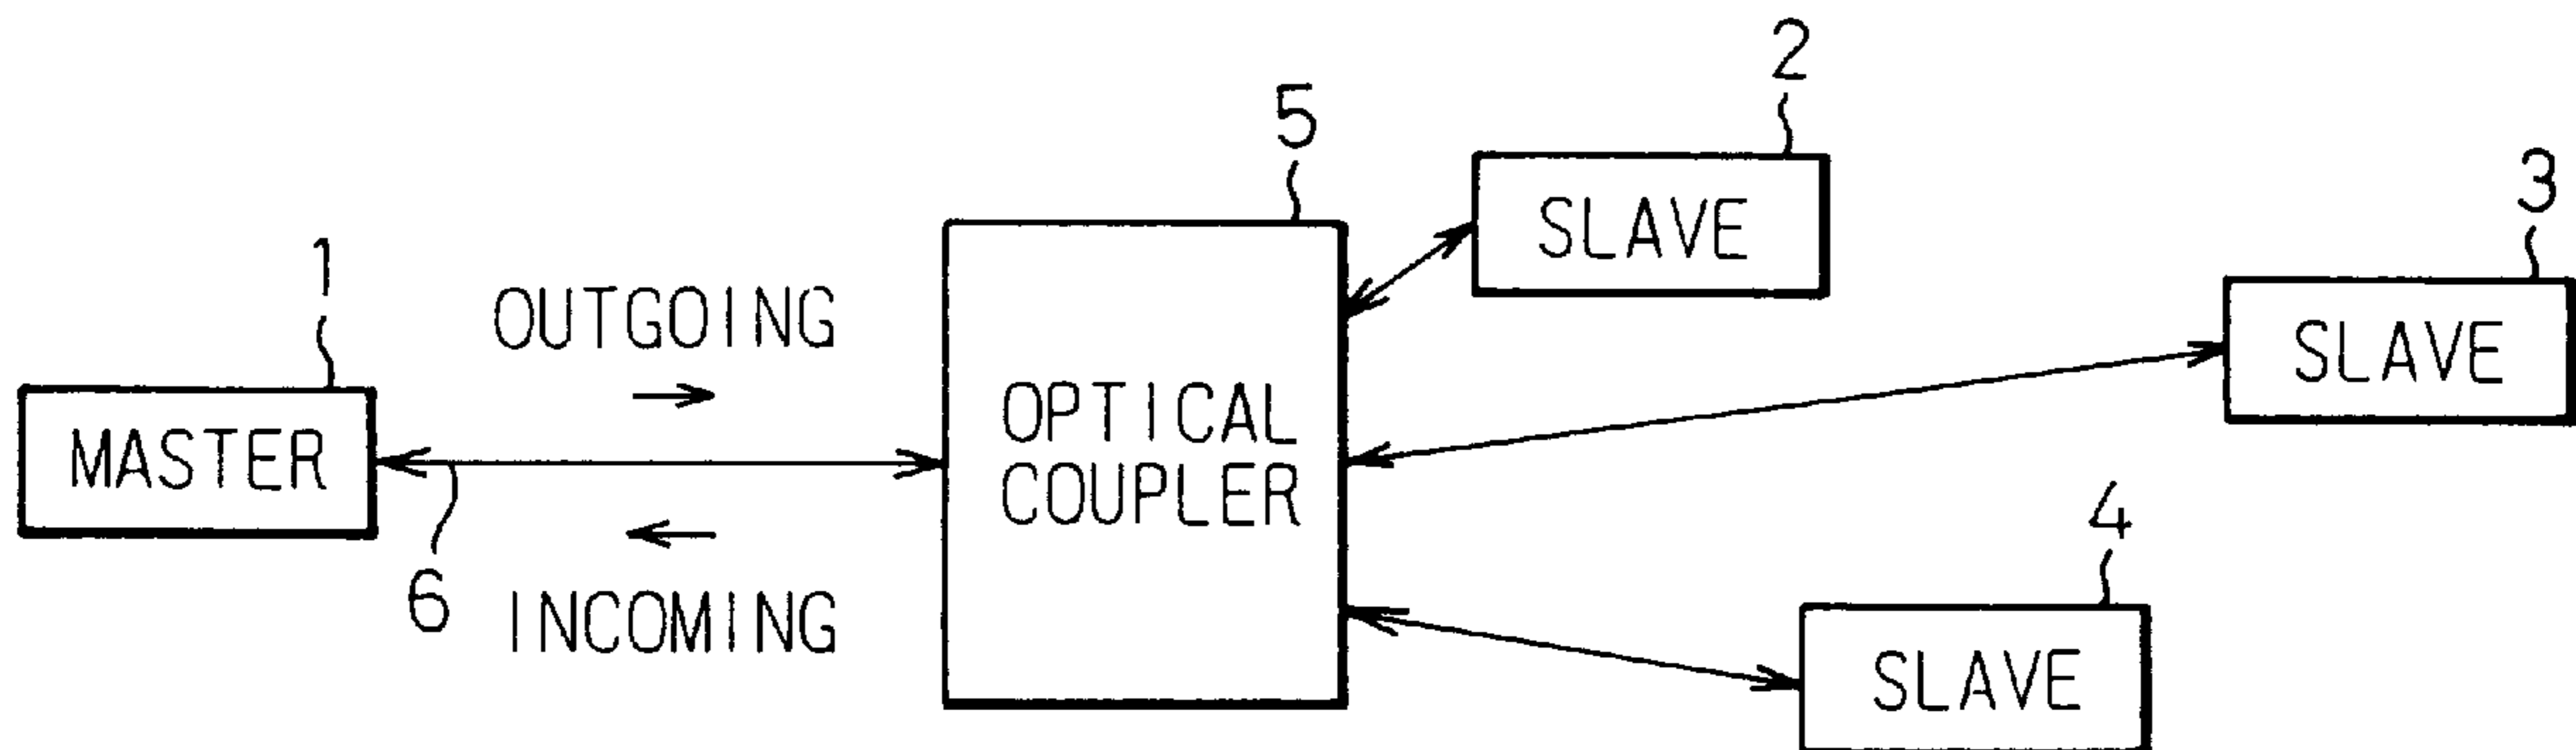 2
5
SLAVE
3
1
OUTGOING
SLAVE
MASTER
OPTICAL
COUPLER
4
6
INCOMING
SLAVE